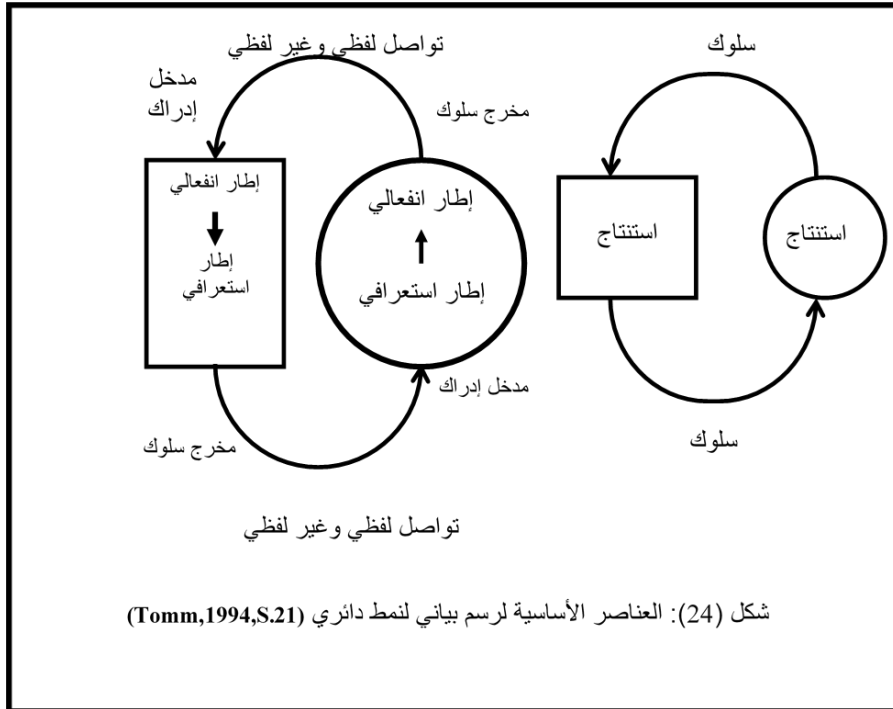 سلوك
استنتاج
استنتاج
سلوك
تواصل لفظي وغير لفظي
مدخل
إدراك
مخرج سلوك
إطار انفعالي
إطار استعرافي
إطار انفعالي
إطار
استعرافي
مدخل إدراك
مخرج سلوك
تواصل لفظي وغير لفظي
شكل (24): العناصر الأساسية لرسم بياني لنمط دائري (Tomm,1994,S.21)